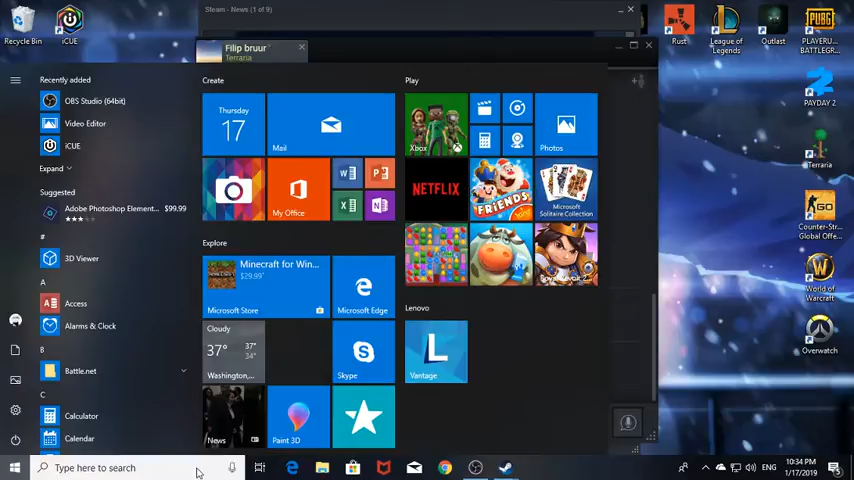 Steam - News (1 of 9)
Recycle Bin
iCUE
Filip bruur
Terraria
Rust
League of
Legends
Outlast
PLAYERU...
BATTLEGR...
PAYDAY 2
Terraria
Counter-Str...
Global Offe...
World of
Warcraft
Overwatch
Recently added
OBS Studio (64bit)
Video Editor
iCUE
Expand
Suggested
Adobe Photoshop Element... $99.99
#
3D Viewer
A
Access
Alarms & Clock
B
Battle.net
C
Calculator
Calendar
Create
Thursday
17
Mail
My Office
Explore
Minecraft for Win...
$29.99
Microsoft Store
Microsoft Edge
Cloudy
37°
37°
34°
Washington,...
Skype
News
Paint 3D
Play
Xbox
Photos
NETFLIX
FRIENDS
Microsoft
Solitaire Collection
Lenovo
L
Vantage
Type here to search
ENG
10:34 PM
1/17/2019